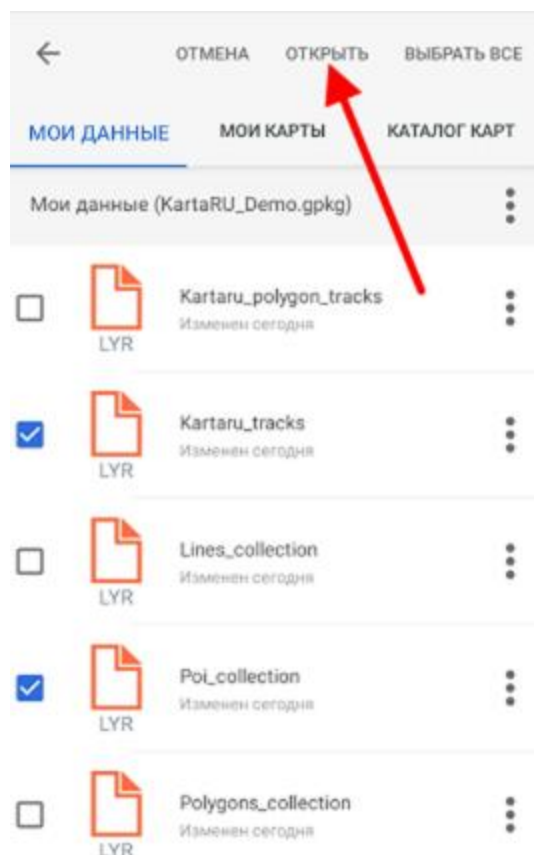 ОТМЕНА ОТКРЫТЬ ВЫБРАТЬ ВСЕ
МОИ ДАННЫЕ МОИ КАРТЫ КАТАЛОГ КАРТ
Мои данные (KartaRU_Demo.gpkg)
Kartaru_polygon_tracks
Изменен сегодня
LYR
Kartaru_tracks
Изменен сегодня
LYR
Lines_collection
Изменен сегодня
LYR
Poi_collection
Изменен сегодня
LYR
Polygons_collection
Изменен сегодня
LYR